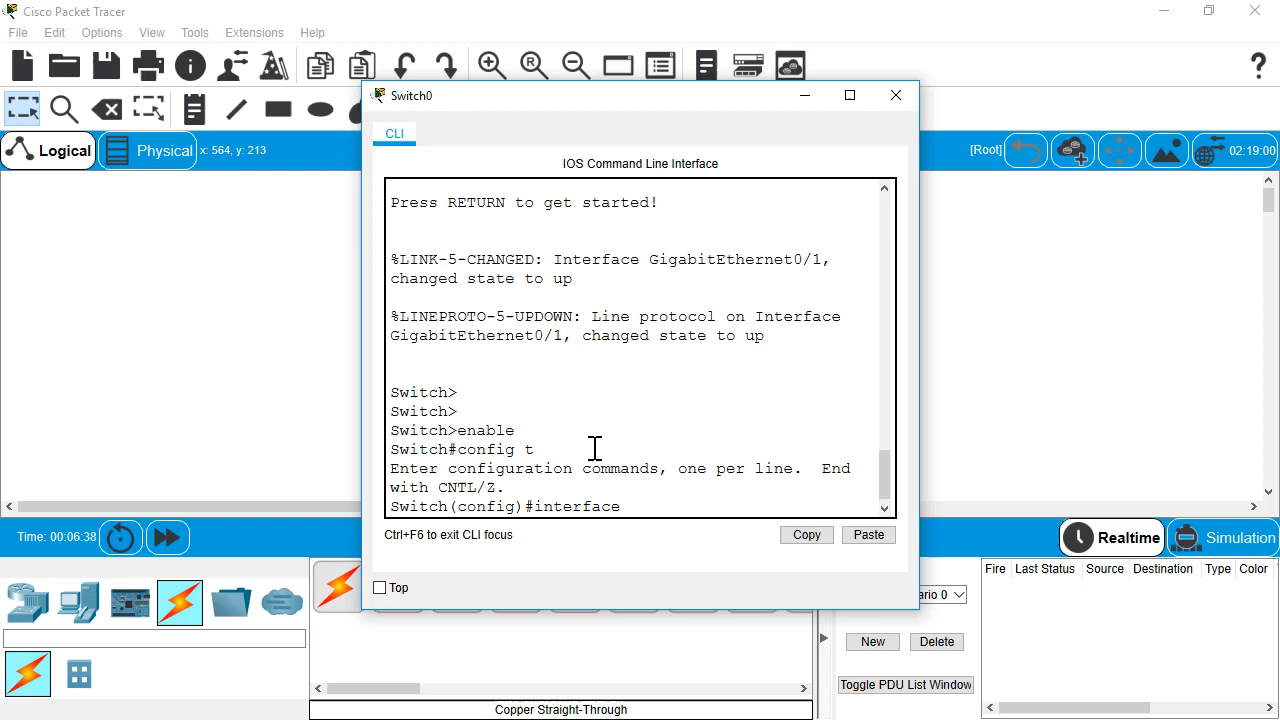 Cisco Packet Tracer
File Edit Options View Tools Extensions Help
Switch0
CLI
Logical Physical x: 564, y: 213
[Root] 02:19:00
IOS Command Line Interface
Press RETURN to get started!
%LINK-5-CHANGED: Interface GigabitEthernet0/1,
changed state to up
%LINEPROTO-5-UPDOWN: Line protocol on Interface
GigabitEthernet0/1, changed state to up
Switch>
Switch>
Switch>enable
Switch#config t
Enter configuration commands, one per line.  End
with CNTL/Z.
Switch(config)#interface
Ctrl+F6 to exit CLI focus
Copy Paste
Top
Time: 00:06:38
Realtime Simulation
Fire Last Status Source Destination Type Color
ario 0
New Delete
Toggle PDU List Window
Copper Straight-Through